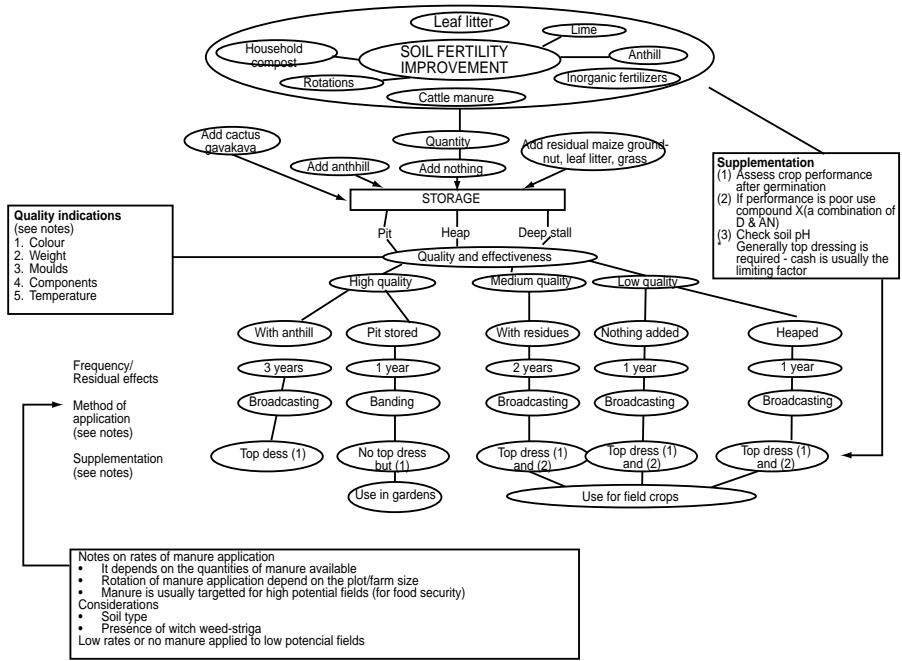 Leaf litter
Lime
Household
compost
SOIL FERTILITY
IMPROVEMENT
Anthill
Rotations
Inorganic fertilizers
Cattle manure
Quantity
Add cactus
gavakava
Add anthhill
Add nothing
Add residual maize ground-
nut, leaf litter, grass
STORAGE
Supplementation
(1) Assess crop performance
after germination
(2) If performance is poor use
compound X(a combination of
D & AN)
(3) Check soil pH
* Generally top dressing is
required - cash is usually the
limiting factor
Quality indications
(see notes)
1. Colour
2. Weight
3. Moulds
4. Components
5. Temperature
Pit
Heap
Deep stall
Quality and effectiveness
High quality
Medium quality
Low quality
With anthill
Pit stored
With residues
Nothing added
Heaped
Frequency/
Residual effects
3 years
1 year
2 years
1 year
1 year
Method of
application
(see notes)
Broadcasting
Banding
Broadcasting
Broadcasting
Broadcasting
Supplementation
(see notes)
Top dess (1)
No top dress
but (1)
Top dress (1)
and (2)
Top dress (1)
and (2)
Top dress (1)
and (2)
Use in gardens
Use for field crops
Notes on rates of manure application
• It depends on the quantities of manure available
• Rotation of manure application depend on the plot/farm size
• Manure is usually targetted for high potential fields (for food security)
Considerations
• Soil type
• Presence of witch weed-striga
Low rates or no manure applied to low potencial fields